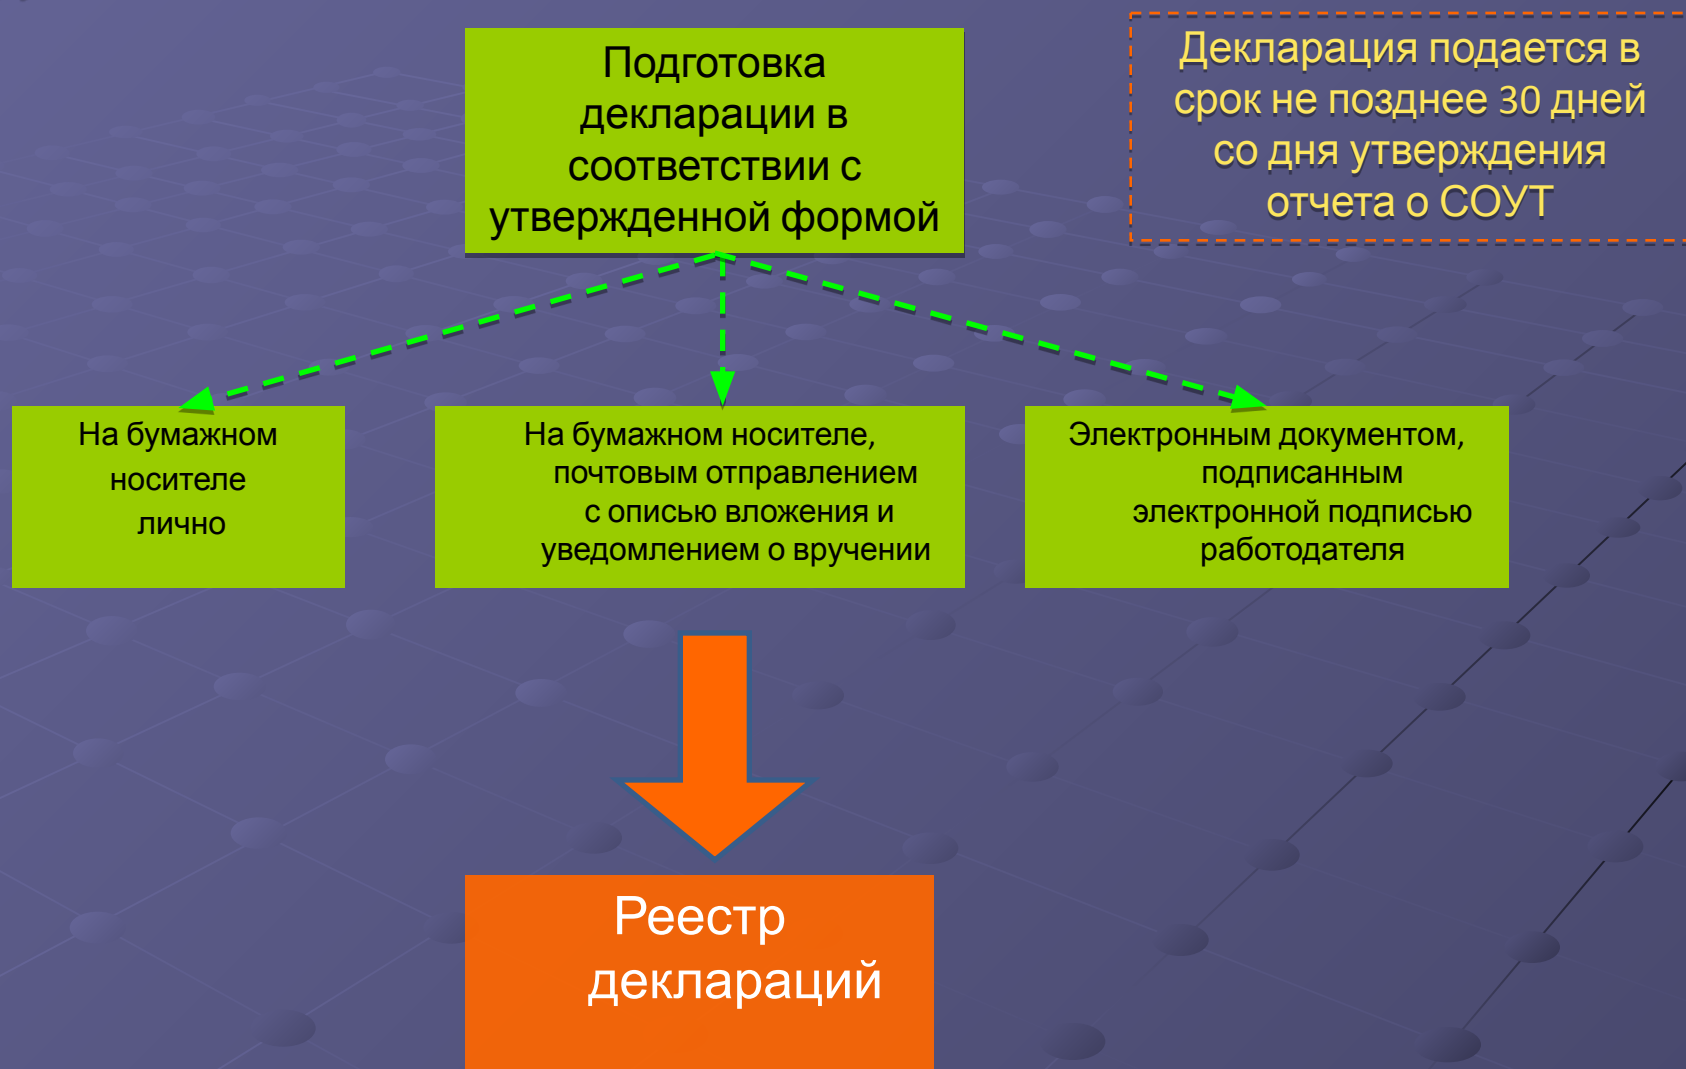 Подготовка
декларации в
соответствии с
утвержденной формой
Декларация подается в
срок не позднее 30 дней
со дня утверждения
отчета о СОУТ
На бумажном
носителе
лично
На бумажном носителе,
почтовым отправлением
с описью вложения и
уведомлением о вручении
Электронным документом,
подписанным
электронной подписью
работодателя
Реестр
деклараций